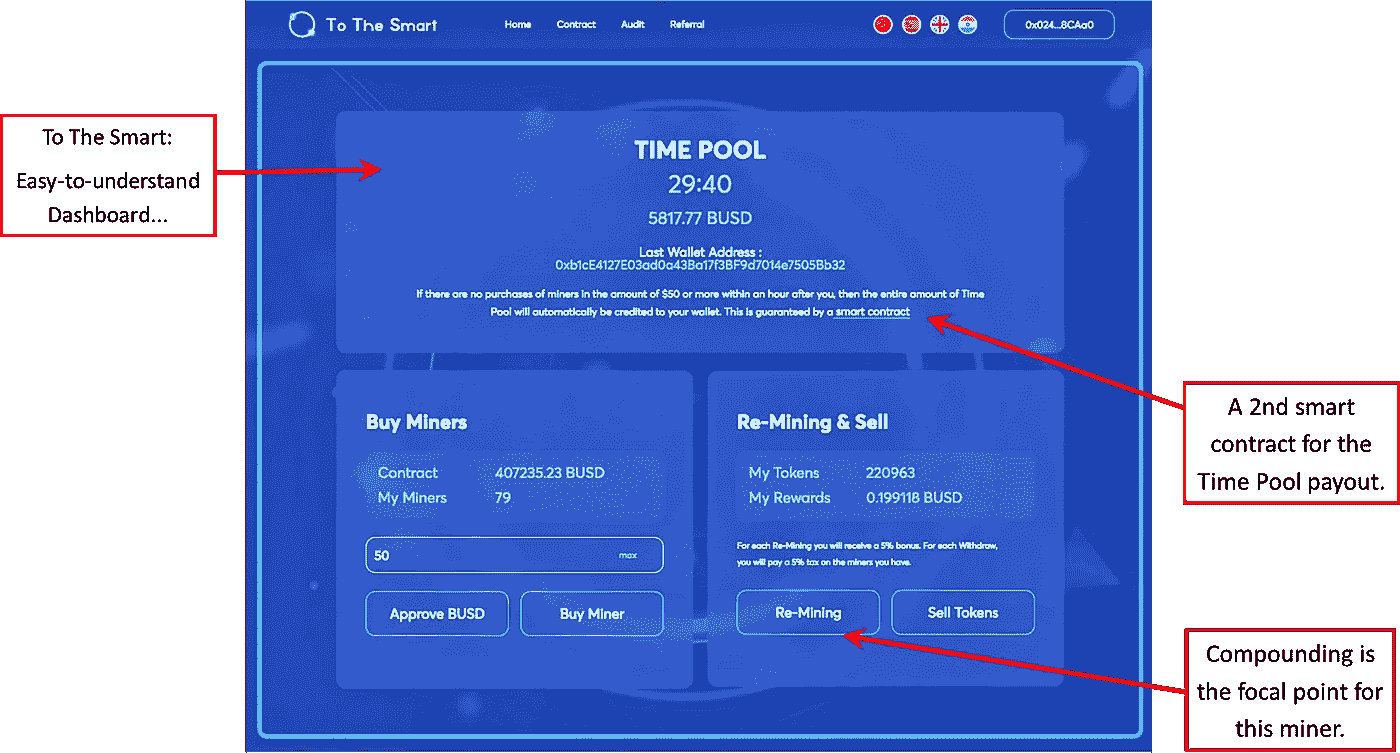 To The Smart
Home Contract Audit Referral
0x024...8CAa0
To The Smart:
Easy-to-understand
Dashboard...
TIME POOL
29:40
5817.77 BUSD
Last Wallet Address :
0xb1cE4127E03ad0a43Ba17f3BF9d7014e7505Bb32
If there are no purchases of miners in the amount of $50 or more within an hour after you, then the entire amount of Time
Pool will automatically be credited to your wallet. This is guaranteed by a smart contract
A 2nd smart
contract for the
Time Pool payout.
Buy Miners
Contract 407235.23 BUSD
My Miners 79
50 max
Approve BUSD Buy Miner
Re-Mining & Sell
My Tokens 220963
My Rewards 0.199118 BUSD
For each Re-Mining you will receive a 5% bonus. For each Withdraw,
you will pay a 5% tax on the miners you have.
Re-Mining Sell Tokens
Compounding is
the focal point for
this miner.